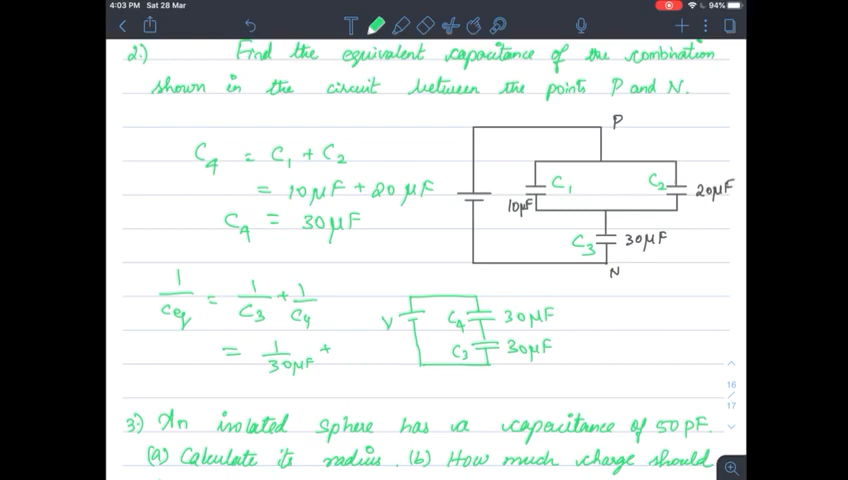 4:03 PM Sat 28 Mar
94%
2.) Find the equivalent capacitance of the combination
shown in the circuit between the points P and N.
C4 = C1 + C2
= 10μF + 20μF
C4 = 30μF
P
C1
10μF
C2
20μF
C3
30μF
N
1/Ceq = 1/C3 + 1/C4
= 1/30μF +
V
C4 30μF
C3 30μF
16
/
17
3.) An isolated sphere has a capacitance of 50 pF.
(a) Calculate its radius. (b) How much charge should